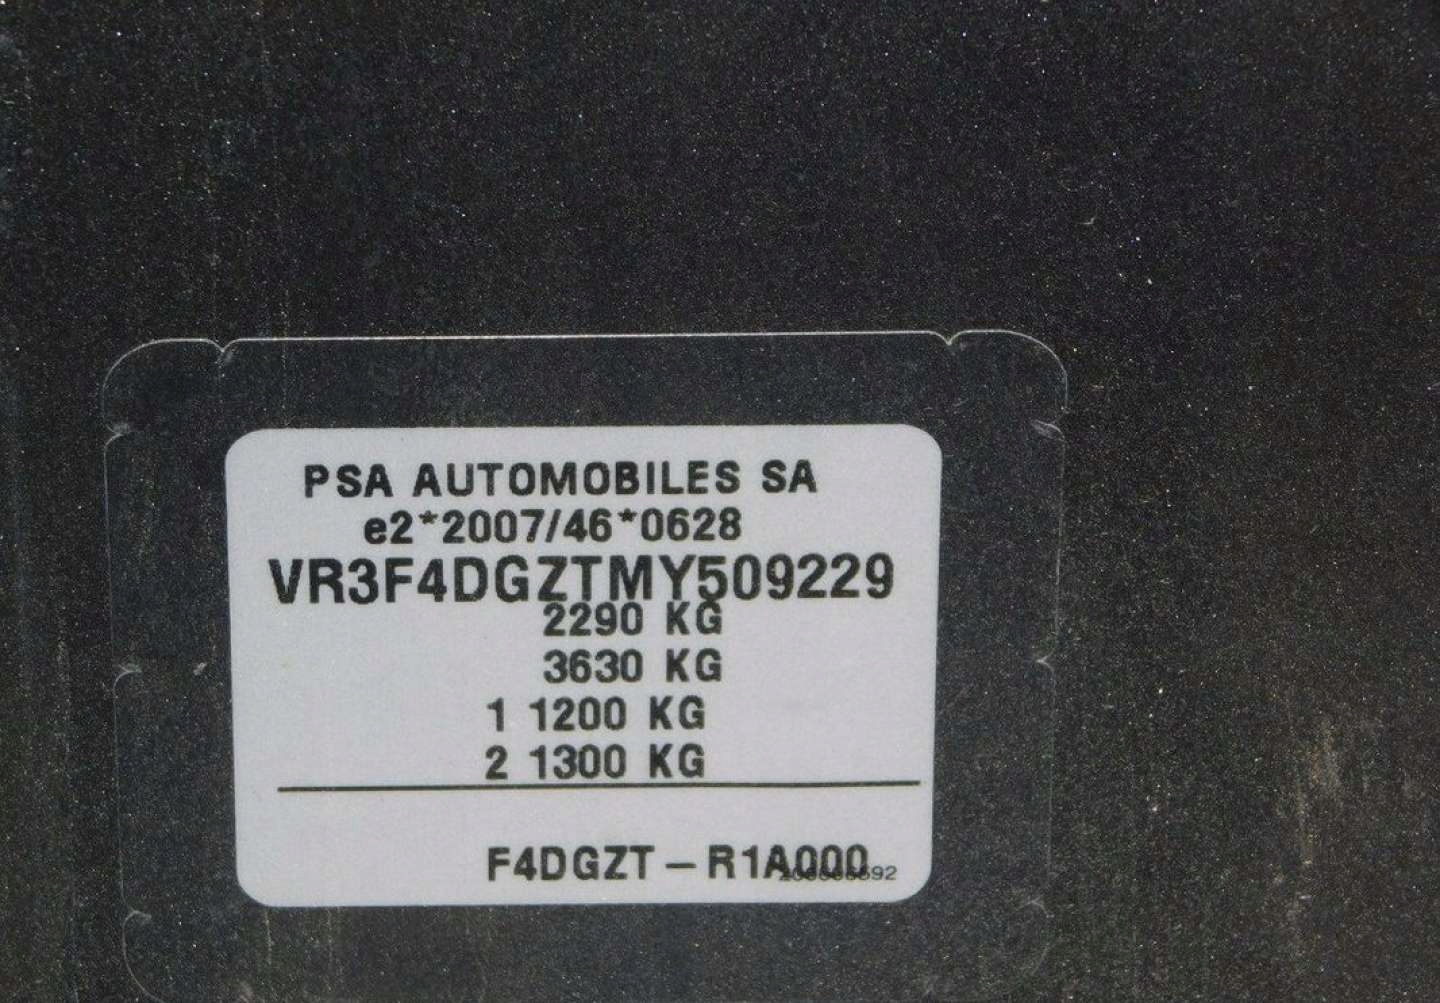 PSA AUTOMOBILES SA
e2*2007/46*0628
VR3F4DGZTMY509229
2290 KG
3630 KG
1 1200 KG
2 1300 KG
F4DGZT – R1A000